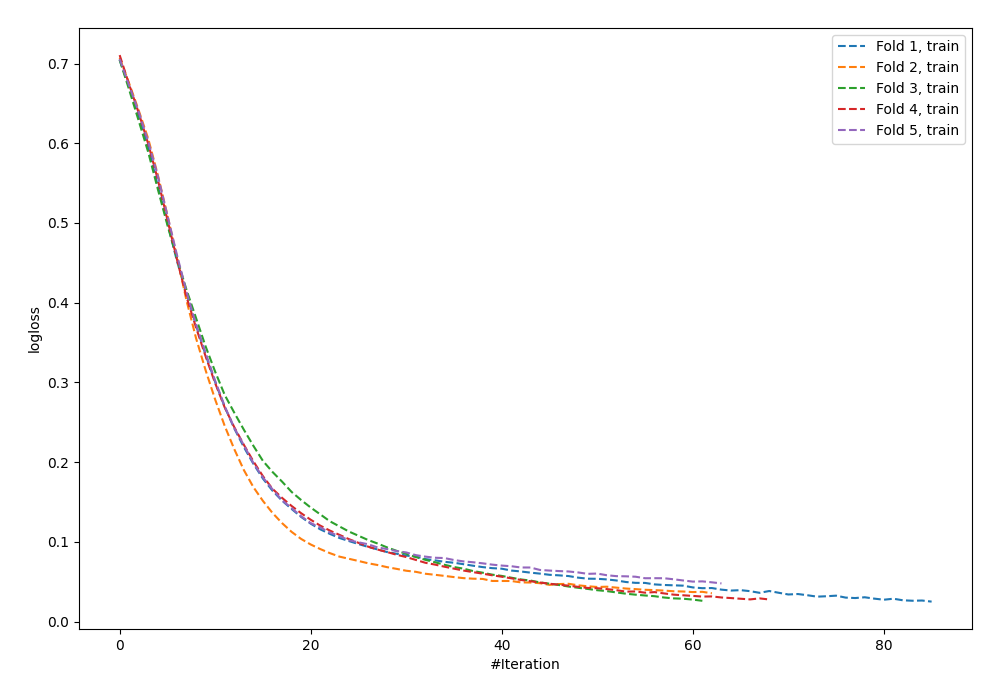 Fold 1, train
Fold 2, train
Fold 3, train
Fold 4, train
Fold 5, train
0.7
0.6
0.5
0.4
0.3
0.2
0.1
0.0
logloss
0
20
40
60
80
#Iteration